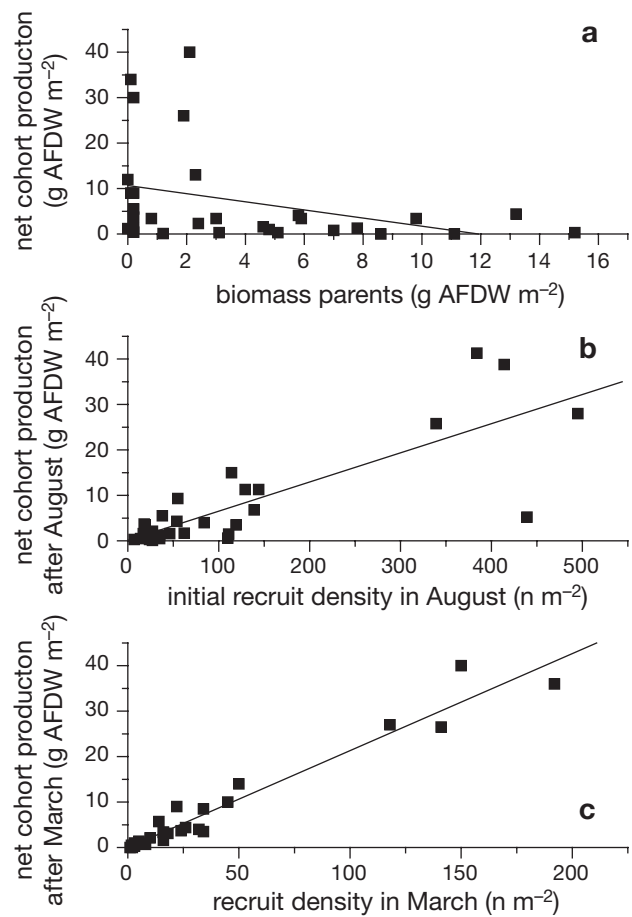 a
net cohort producton
(g AFDW m–2)
40
30
20
10
0
0 2 4 6 8 10 12 14 16
biomass parents (g AFDW m–2)
b
net cohort producton
after August (g AFDW m–2)
40
30
20
10
0
0 100 200 300 400 500
initial recruit density in August (n m–2)
c
net cohort producton
after March (g AFDW m–2)
40
30
20
10
0
0 50 100 150 200
recruit density in March (n m–2)